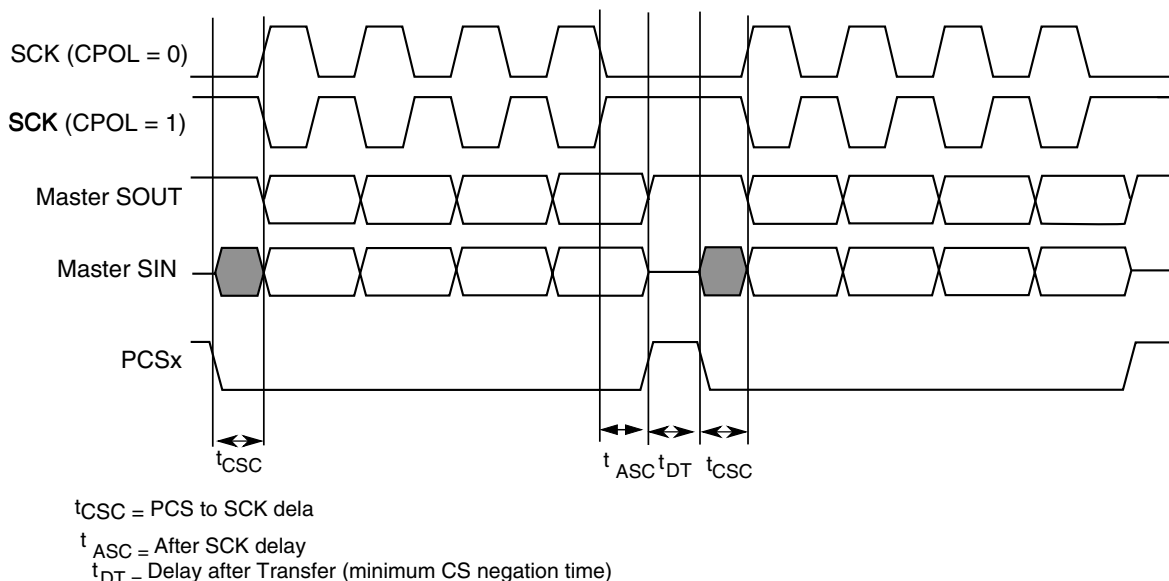 SCK (CPOL = 0)
SCK (CPOL = 1)
Master SOUT
Master SIN
PCSx
tCSC
t ASC
tDT
tCSC
tCSC = PCS to SCK dela
t ASC = After SCK delay
tDT = Delay after Transfer (minimum CS negation time)